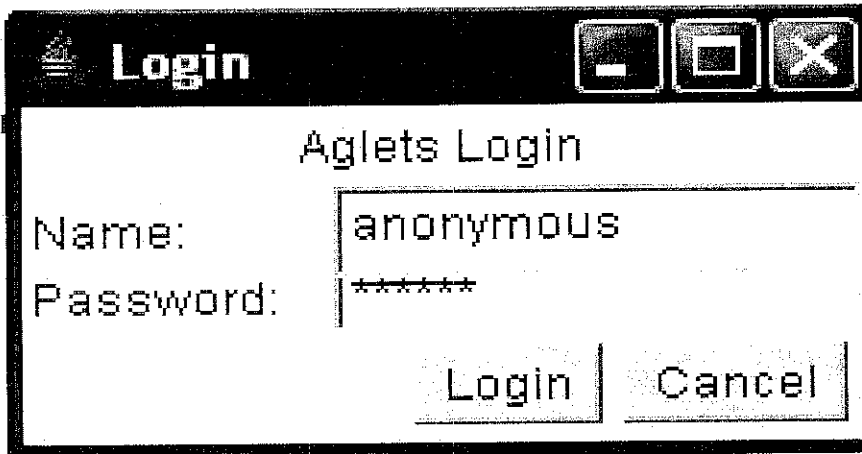 Login
Aglets Login
Name: anonymous
Password: ******
Login Cancel